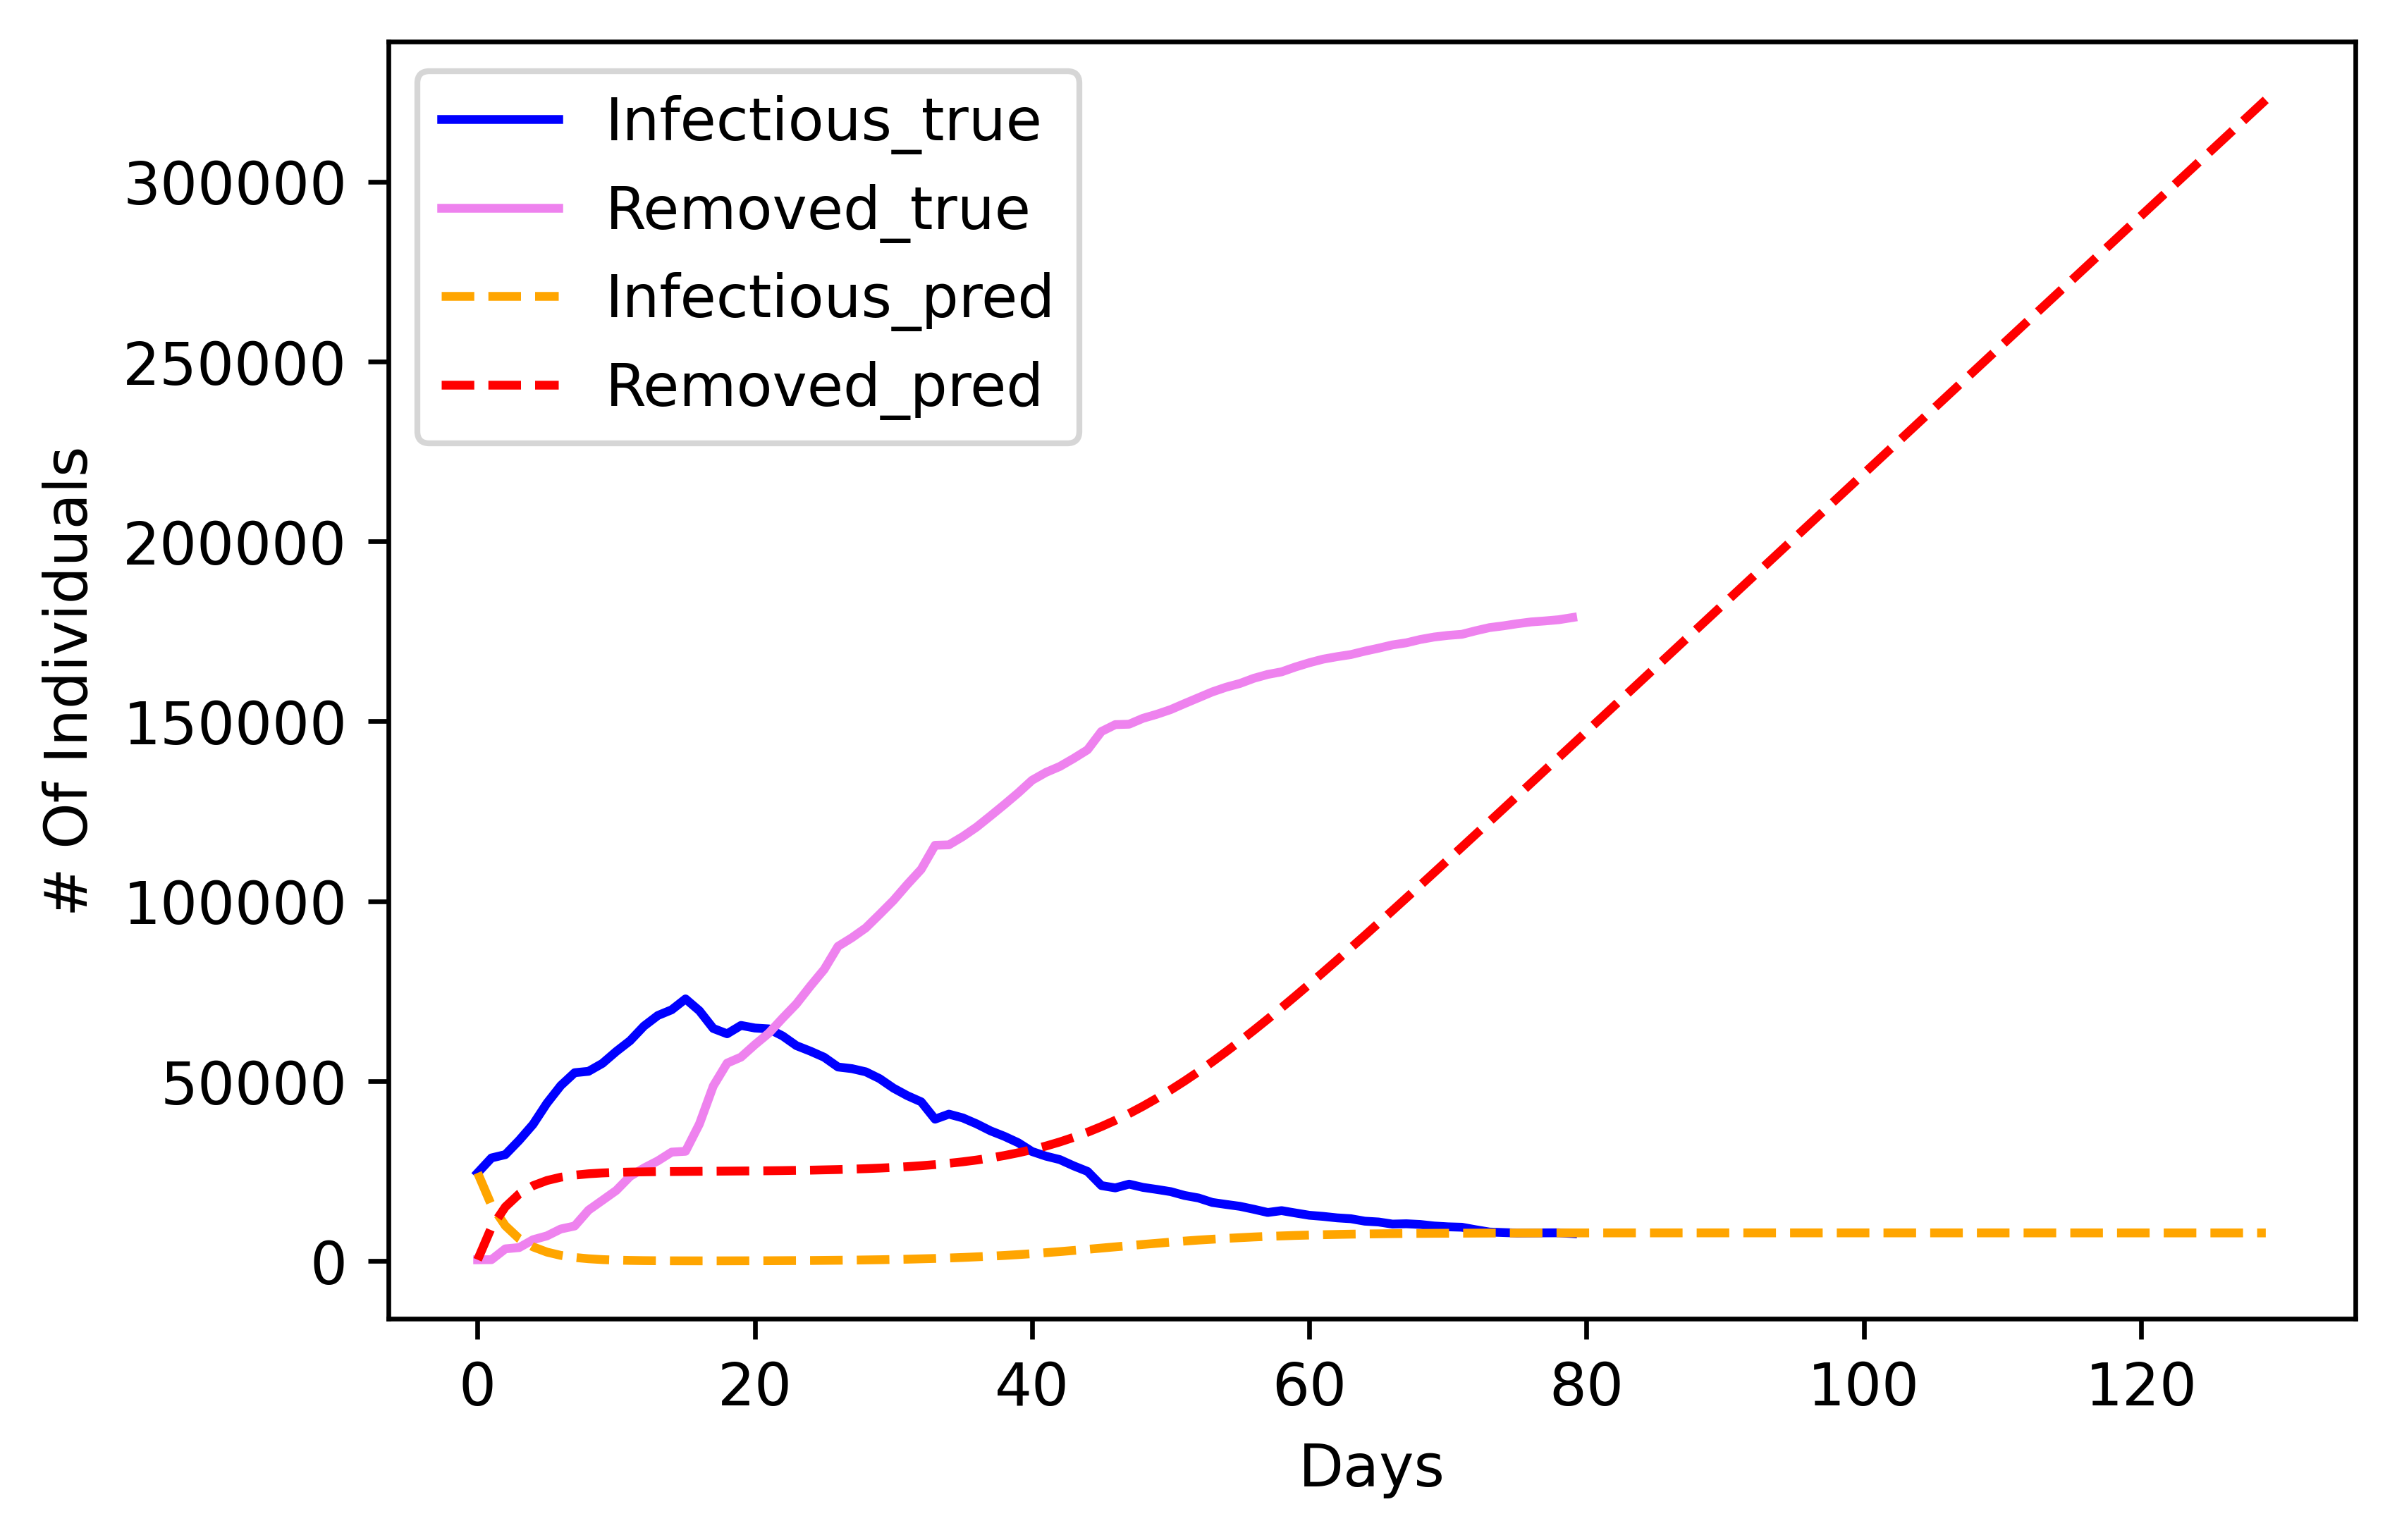 Infectious_true
Removed_true
Infectious_pred
Removed_pred
300000
250000
200000
150000
100000
50000
0
# Of Individuals
0 20 40 60 80 100 120
Days